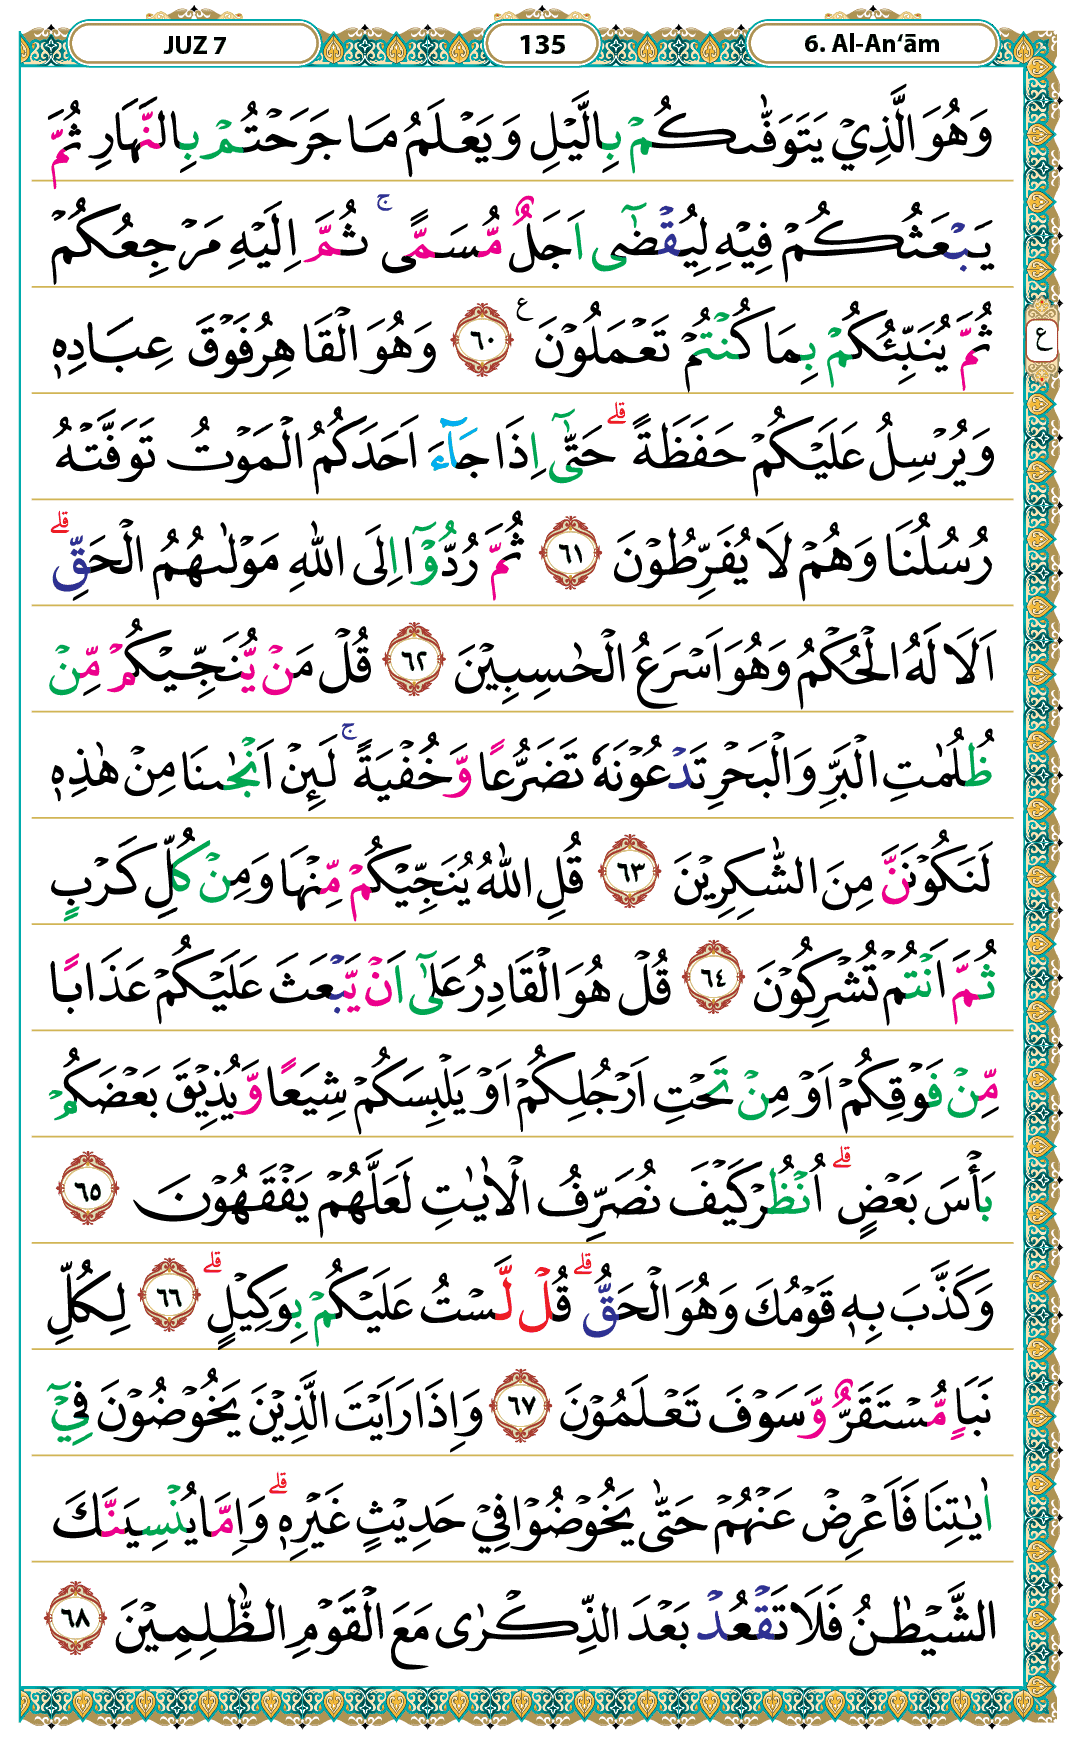 JUZ 7 135 6. Al-An‘ām
وَهُوَ الَّذِيْ يَتَوَفّٰىكُمْ بِالَّيْلِ وَيَعْلَمُ مَا جَرَحْتُمْ بِالنَّهَارِ ثُمَّ
يَبْعَثُكُمْ فِيْهِ لِيُقْضٰٓى اَجَلٌ مُّسَمًّىۚ ثُمَّ اِلَيْهِ مَرْجِعُكُمْ
ثُمَّ يُنَبِّئُكُمْ بِمَا كُنْتُمْ تَعْمَلُوْنَ ࣖ ٦٠ وَهُوَ الْقَاهِرُ فَوْقَ عِبَادِهٖ
ع
وَيُرْسِلُ عَلَيْكُمْ حَفَظَةًۗ حَتّٰٓى اِذَا جَاۤءَ اَحَدَكُمُ الْمَوْتُ تَوَفَّتْهُ
رُسُلُنَا وَهُمْ لَا يُفَرِّطُوْنَ ٦١ ثُمَّ رُدُّوْٓا اِلَى اللّٰهِ مَوْلٰىهُمُ الْحَقِّۗ
اَلَا لَهُ الْحُكْمُ وَهُوَ اَسْرَعُ الْحٰسِبِيْنَ ٦٢ قُلْ مَنْ يُّنَجِّيْكُمْ مِّنْ
ظُلُمٰتِ الْبَرِّ وَالْبَحْرِ تَدْعُوْنَهٗ تَضَرُّعًا وَّخُفْيَةًۚ لَىِٕنْ اَنْجٰىنَا مِنْ هٰذِهٖ
لَنَكُوْنَنَّ مِنَ الشّٰكِرِيْنَ ٦٣ قُلِ اللّٰهُ يُنَجِّيْكُمْ مِّنْهَا وَمِنْ كُلِّ كَرْبٍ
ثُمَّ اَنْتُمْ تُشْرِكُوْنَ ٦٤ قُلْ هُوَ الْقَادِرُ عَلٰٓى اَنْ يَّبْعَثَ عَلَيْكُمْ عَذَابًا
مِّنْ فَوْقِكُمْ اَوْ مِنْ تَحْتِ اَرْجُلِكُمْ اَوْ يَلْبِسَكُمْ شِيَعًا وَّيُذِيْقَ بَعْضَكُمْ
بَأْسَ بَعْضٍۗ اُنْظُرْ كَيْفَ نُصَرِّفُ الْاٰيٰتِ لَعَلَّهُمْ يَفْقَهُوْنَ ٦٥
وَكَذَّبَ بِهٖ قَوْمُكَ وَهُوَ الْحَقُّۗ قُلْ لَّسْتُ عَلَيْكُمْ بِوَكِيْلٍۗ ٦٦ لِكُلِّ
نَبَاٍ مُّسْتَقَرٌّ وَّسَوْفَ تَعْلَمُوْنَ ٦٧ وَاِذَا رَاَيْتَ الَّذِيْنَ يَخُوْضُوْنَ فِيْٓ
اٰيٰتِنَا فَاَعْرِضْ عَنْهُمْ حَتّٰى يَخُوْضُوْا فِيْ حَدِيْثٍ غَيْرِهٖۗ وَاِمَّا يُنْسِيَنَّكَ
الشَّيْطٰنُ فَلَا تَقْعُدْ بَعْدَ الذِّكْرٰى مَعَ الْقَوْمِ الظّٰلِمِيْنَ ٦٨